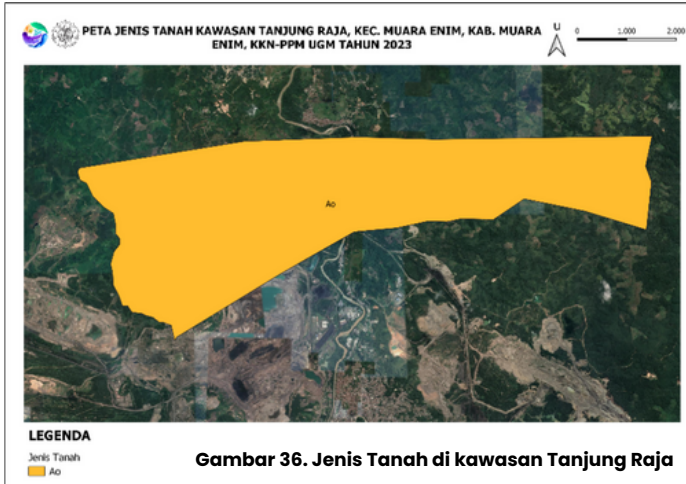 PETA JENIS TANAH KAWASAN TANJUNG RAJA, KEC. MUARA ENIM, KAB. MUARA
ENIM, KKN-PPM UGM TAHUN 2023
U
0 1.000 2.000
Ao
LEGENDA
Jenis Tanah
Ao
Gambar 36. Jenis Tanah di kawasan Tanjung Raja